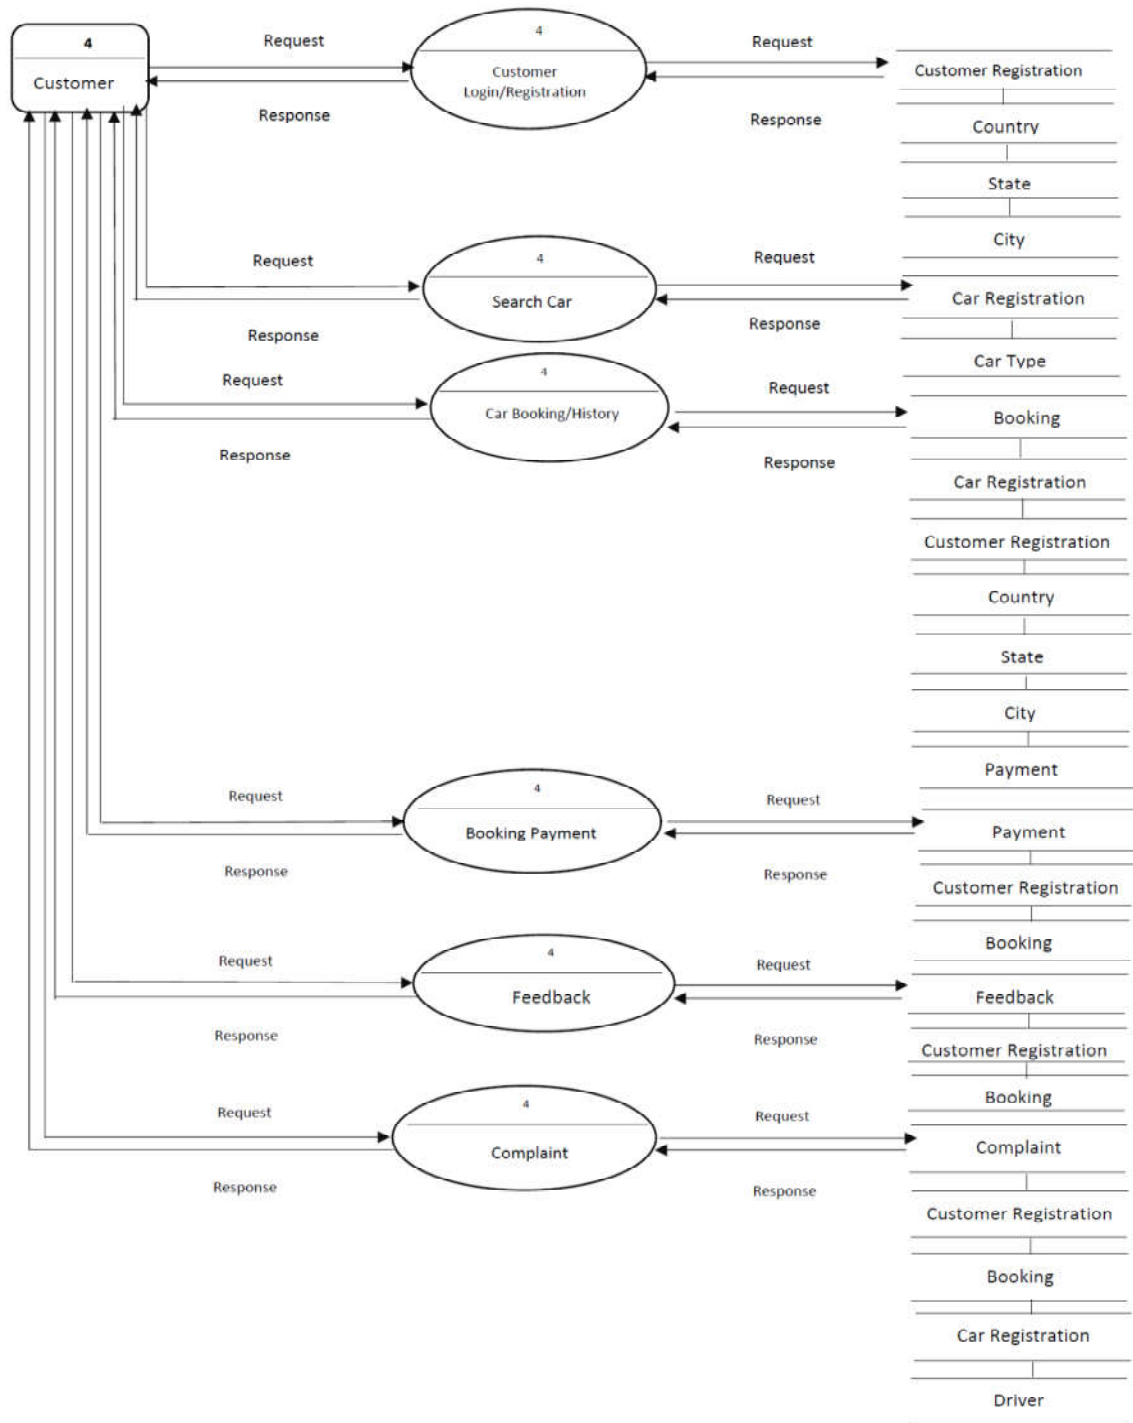 4
Customer
Request
Response
4
Customer
Login/Registration
Request
Response
Customer Registration
Country
State
City
Request
Response
4
Search Car
Request
Response
Car Registration
Car Type
Request
Response
4
Car Booking/History
Request
Response
Booking
Car Registration
Customer Registration
Country
State
City
Payment
Request
Response
4
Booking Payment
Request
Response
Payment
Customer Registration
Booking
Request
Response
4
Feedback
Request
Response
Feedback
Customer Registration
Booking
Request
Response
4
Complaint
Request
Response
Complaint
Customer Registration
Booking
Car Registration
Driver